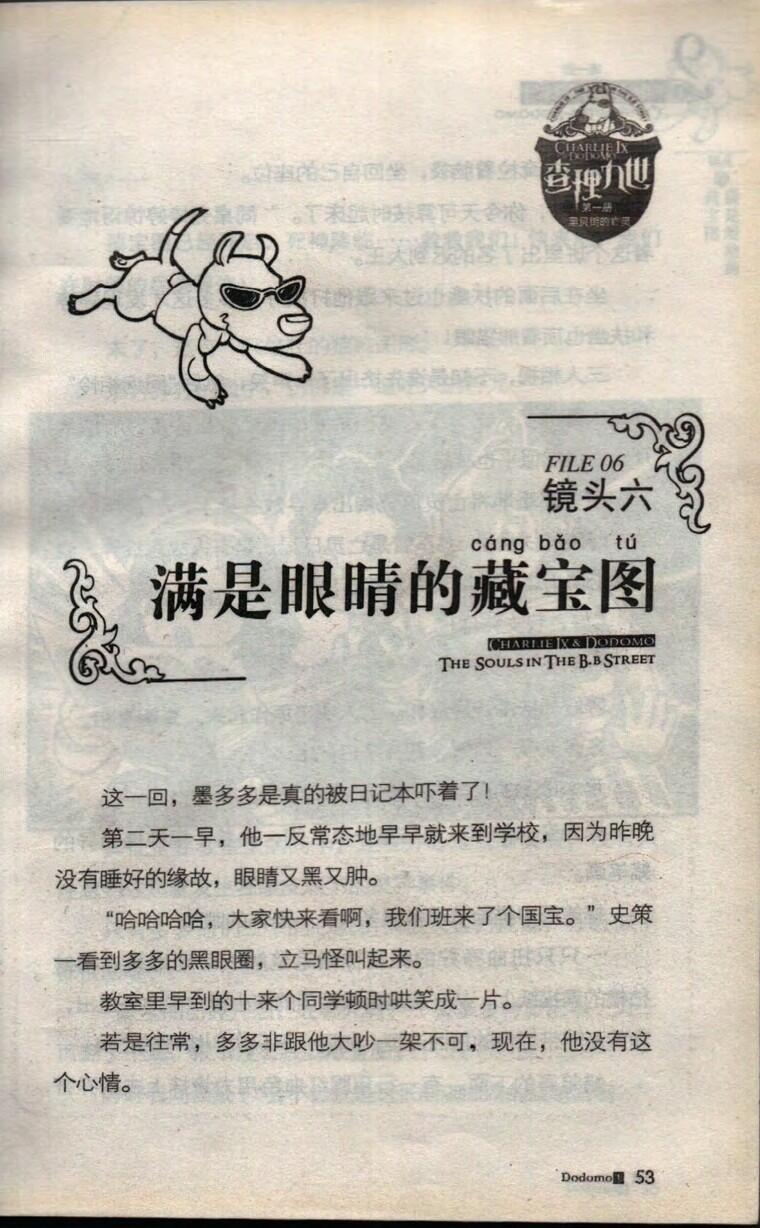 CHARLIE IX
& DODOMO
查理九世
第一册
黑贝街的亡灵
FILE 06
镜头六
cáng bǎo tú
满是眼睛的藏宝图
CHARLIE IX & DODOMO
THE SOULS IN THE B.B STREET
这一回，墨多多是真的被日记本吓着了！
第二天一早，他一反常态地早早就来到学校，因为昨晚
没有睡好的缘故，眼睛又黑又肿。
“哈哈哈哈，大家快来看啊，我们班来了个国宝。”史策
一看到多多的黑眼圈，立马怪叫起来。
教室里早到的十来个同学顿时哄笑成一片。
若是往常，多多非跟他大吵一架不可，现在，他没有这
个心情。
Dodomo 1 53